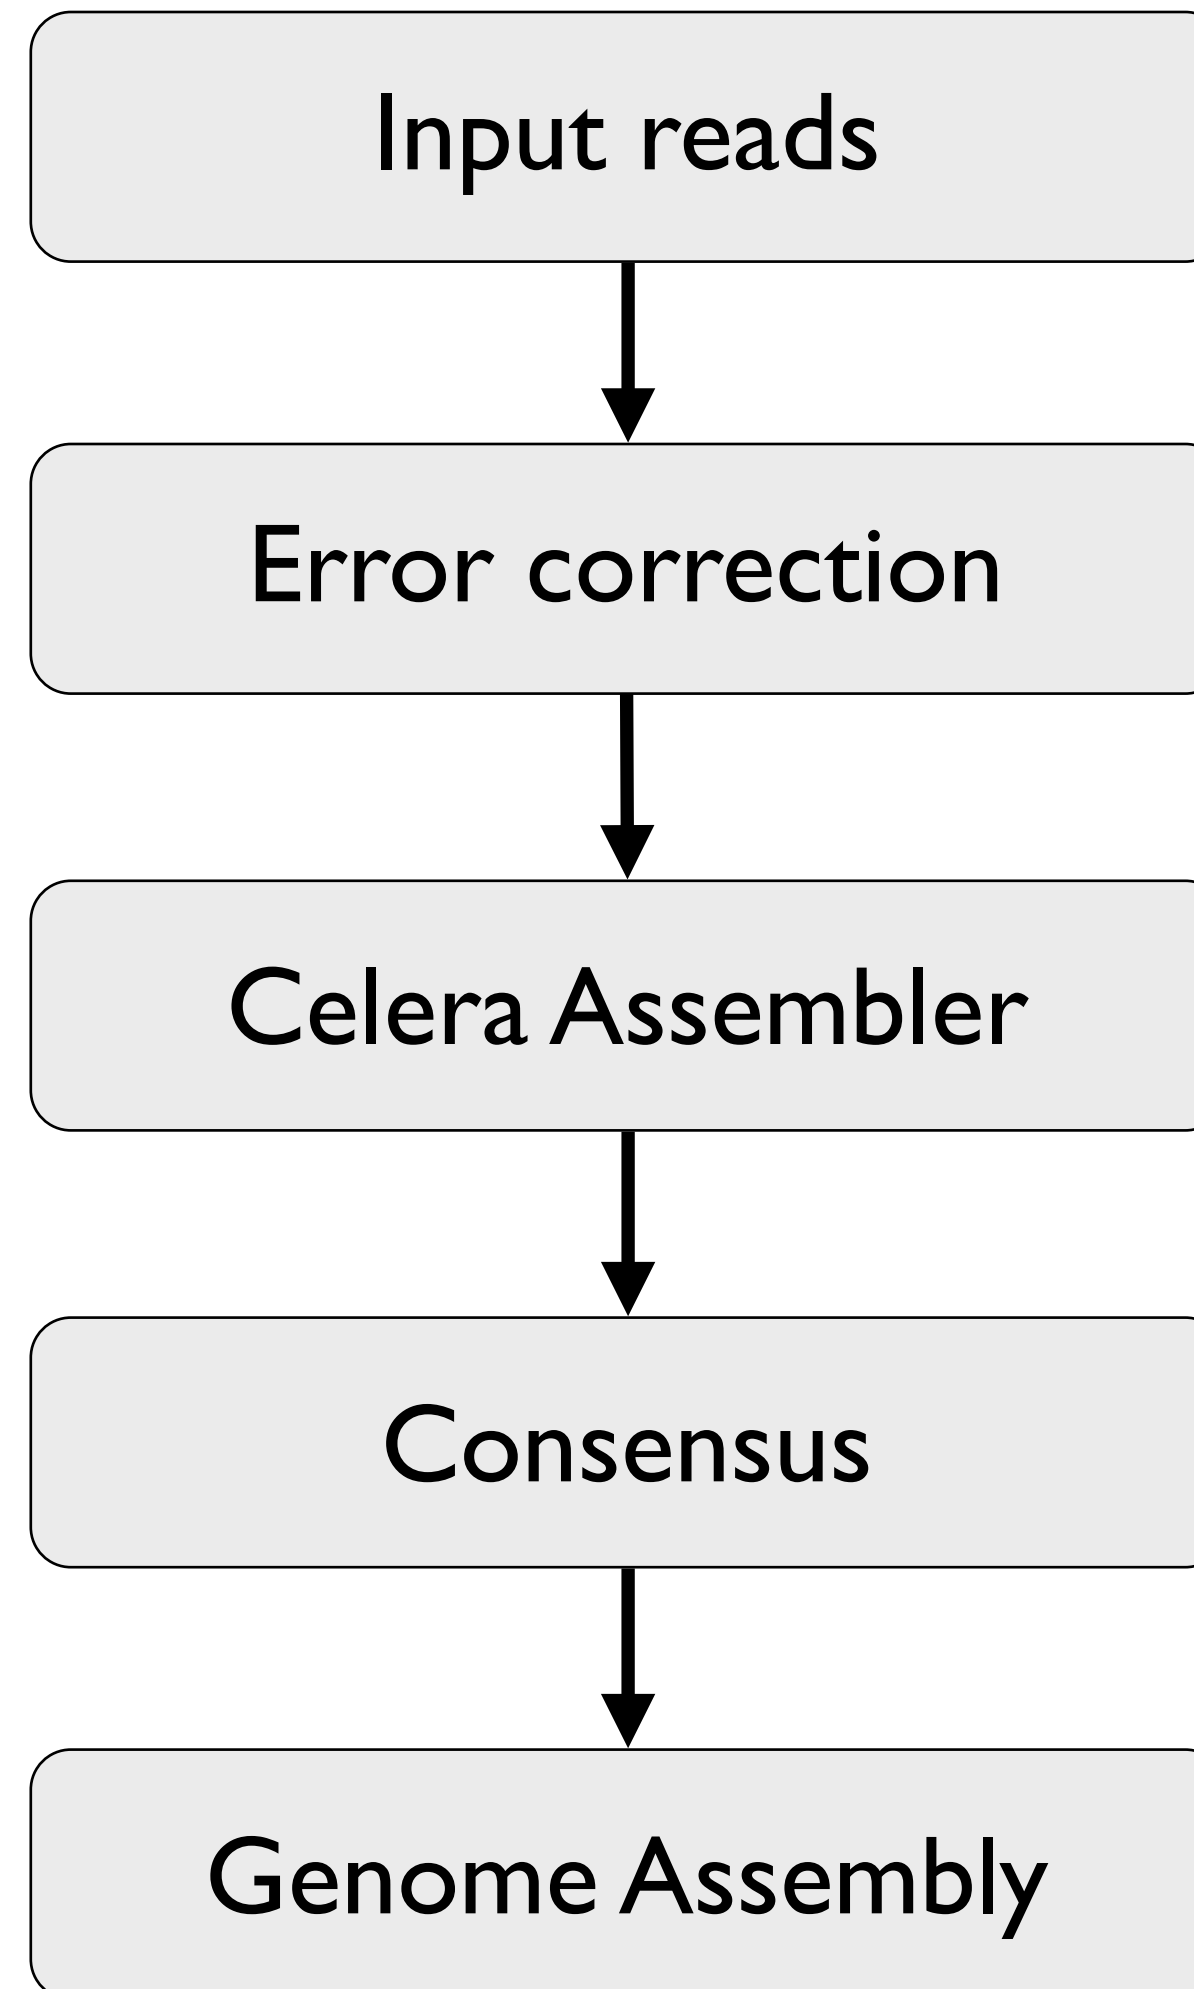 Input reads
Error correction
Celera Assembler
Consensus
Genome Assembly